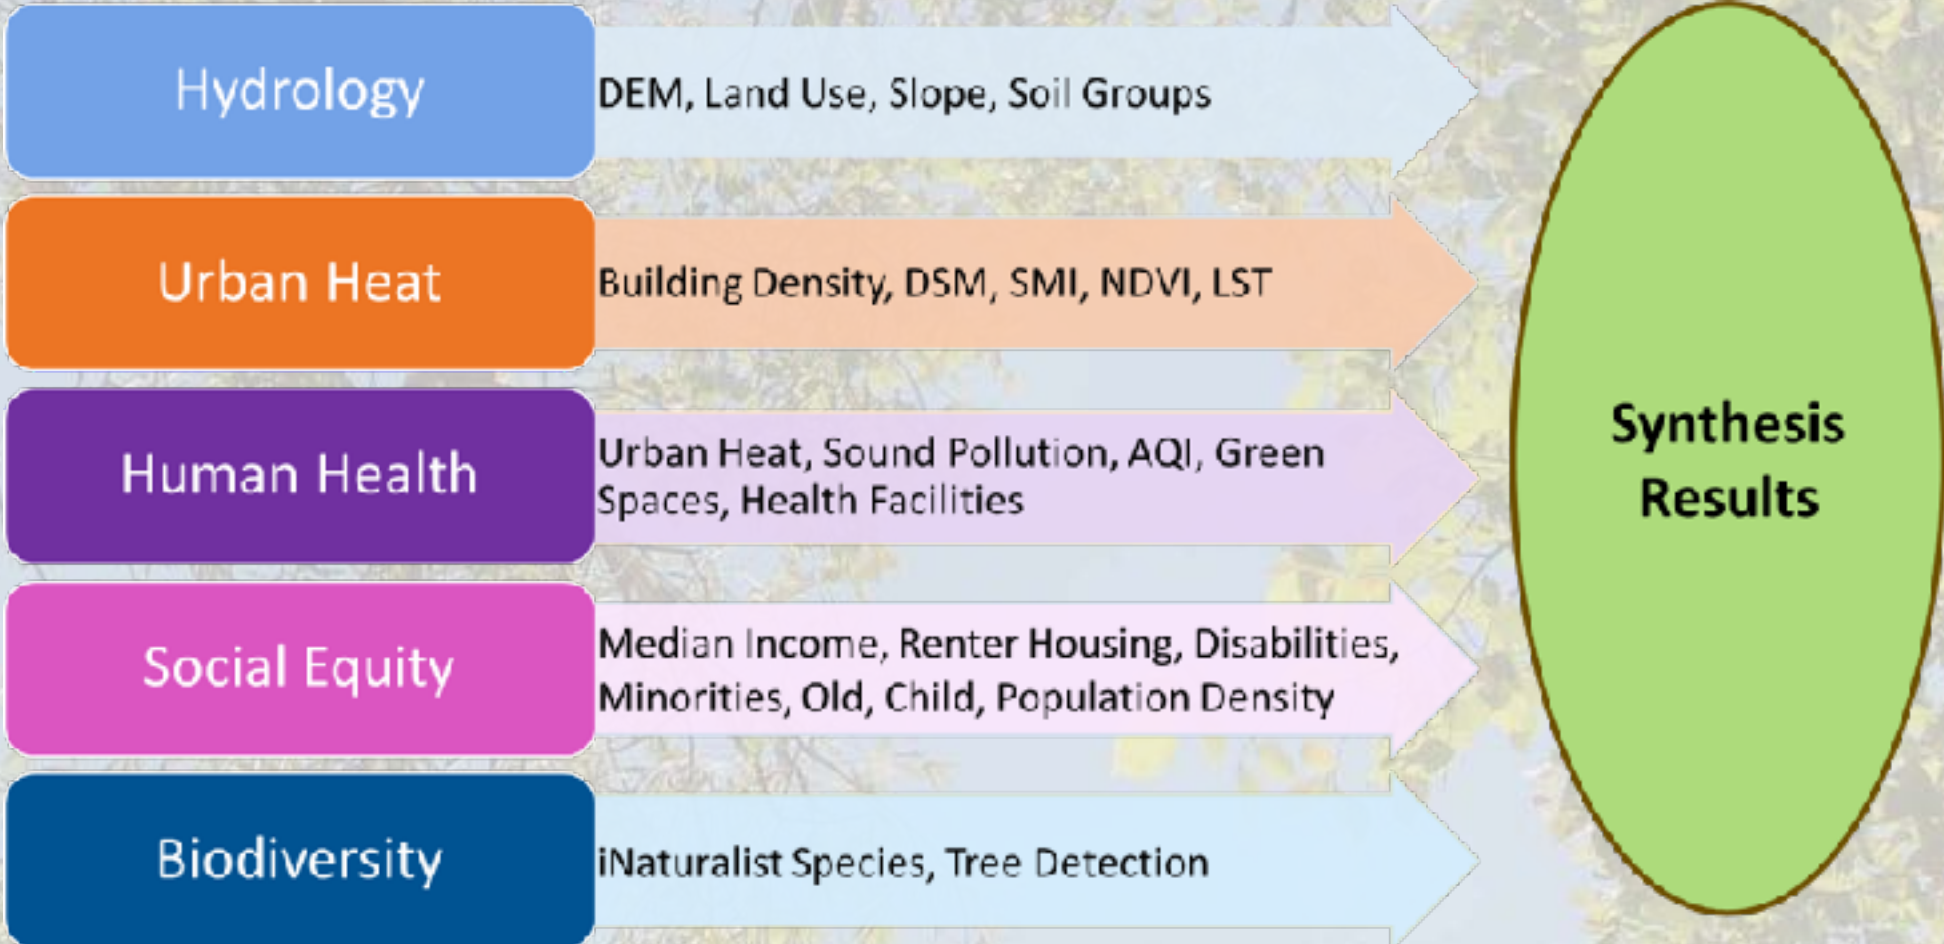 Hydrology
DEM, Land Use, Slope, Soil Groups
Urban Heat
Building Density, DSM, SMI, NDVI, LST
Human Health
Urban Heat, Sound Pollution, AQI, Green
Spaces, Health Facilities
Social Equity
Median Income, Renter Housing, Disabilities,
Minorities, Old, Child, Population Density
Biodiversity
iNaturalist Species, Tree Detection
Synthesis
Results